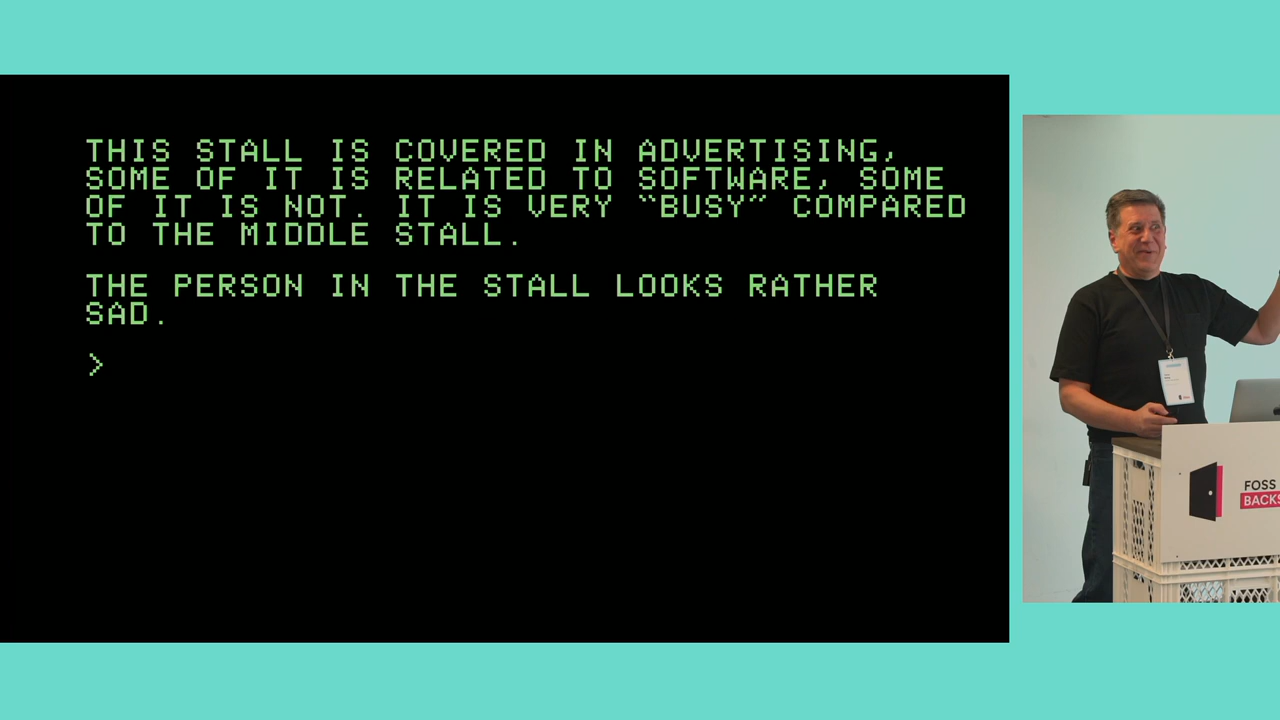 THIS STALL IS COVERED IN ADVERTISING,
SOME OF IT IS RELATED TO SOFTWARE, SOME
OF IT IS NOT. IT IS VERY “BUSY” COMPARED
TO THE MIDDLE STALL.
THE PERSON IN THE STALL LOOKS RATHER
SAD.
>
FOSS
BACKS